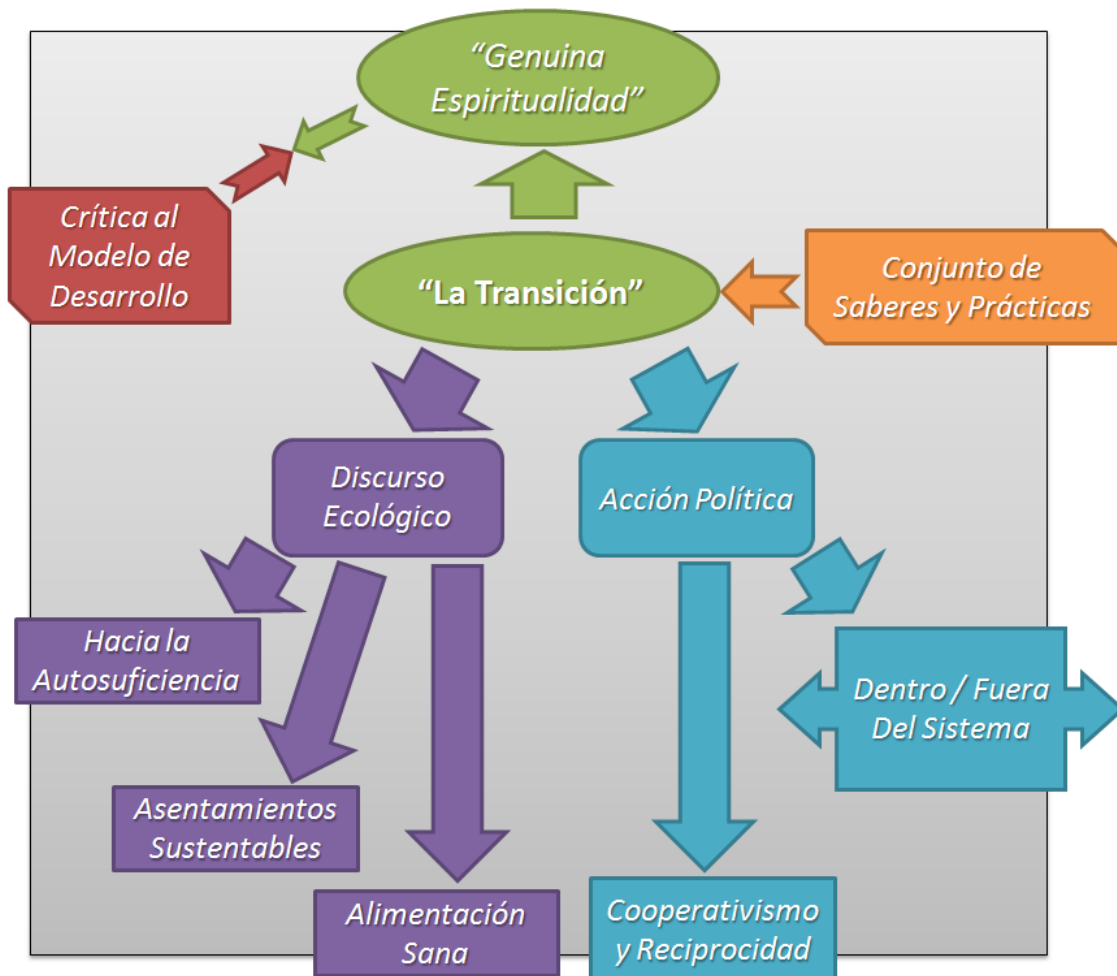 “Genuina
Espiritualidad”
Crítica al
Modelo de
Desarrollo
“La Transición”
Conjunto de
Saberes y Prácticas
Discurso
Ecológico
Acción Política
Hacia la
Autosuficiencia
Dentro / Fuera
Del Sistema
Asentamientos
Sustentables
Alimentación
Sana
Cooperativismo
y Reciprocidad